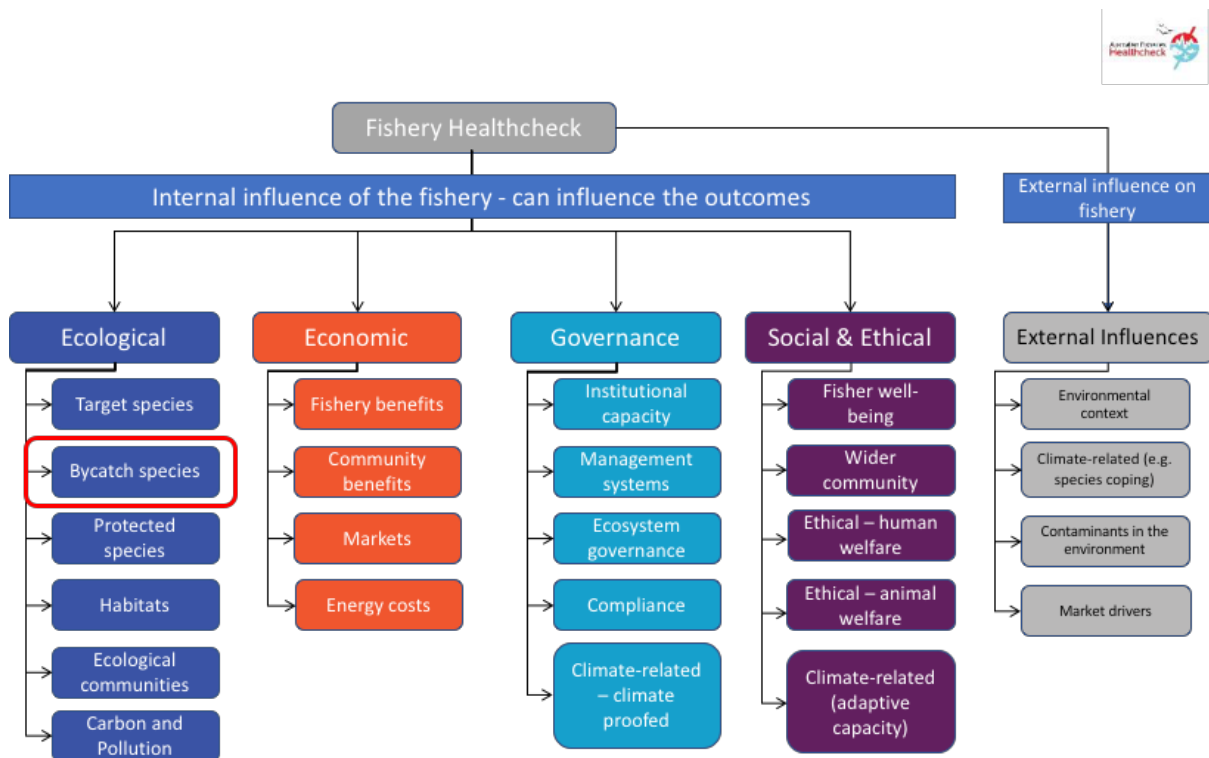 Australian Fisheries
Healthcheck
Fishery Healthcheck
Internal influence of the fishery - can influence the outcomes
External influence on
fishery
Ecological
Target species
Bycatch species
Protected
species
Habitats
Ecological
communities
Carbon and
Pollution
Economic
Fishery benefits
Community
benefits
Markets
Energy costs
Governance
Institutional
capacity
Management
systems
Ecosystem
governance
Compliance
Climate-related
– climate
proofed
Social & Ethical
Fisher well-
being
Wider
community
Ethical – human
welfare
Ethical – animal
welfare
Climate-related
(adaptive
capacity)
External Influences
Environmental
context
Climate-related (e.g.
species coping)
Contaminants in the
environment
Market drivers